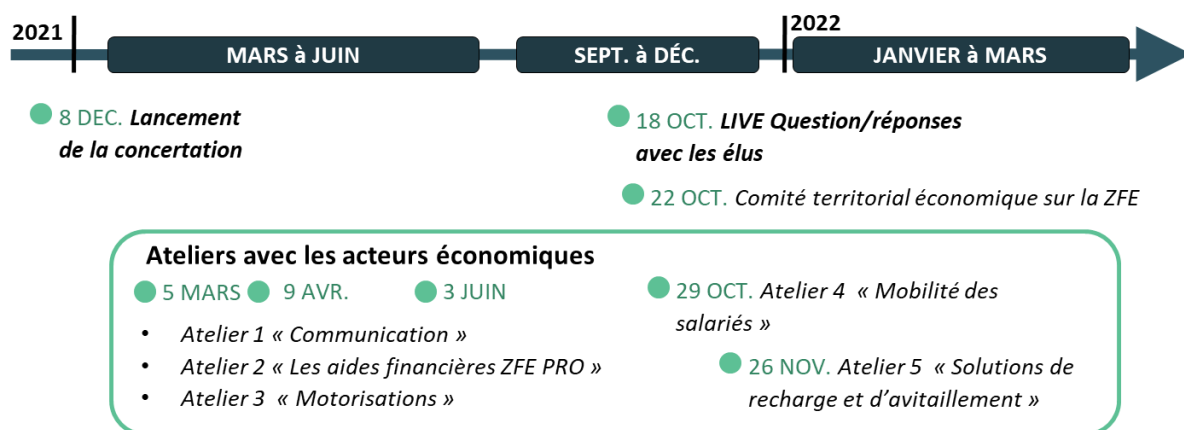 2021
2022
MARS à JUIN
SEPT. à DÉC.
JANVIER à MARS
8 DEC. Lancement
de la concertation
18 OCT. LIVE Question/réponses
avec les élus
22 OCT. Comité territorial économique sur la ZFE
Ateliers avec les acteurs économiques
5 MARS
9 AVR.
3 JUIN
• Atelier 1 « Communication »
• Atelier 2 « Les aides financières ZFE PRO »
• Atelier 3 « Motorisations »
29 OCT. Atelier 4 « Mobilité des
salariés »
26 NOV. Atelier 5 « Solutions de
recharge et d’avitaillement »